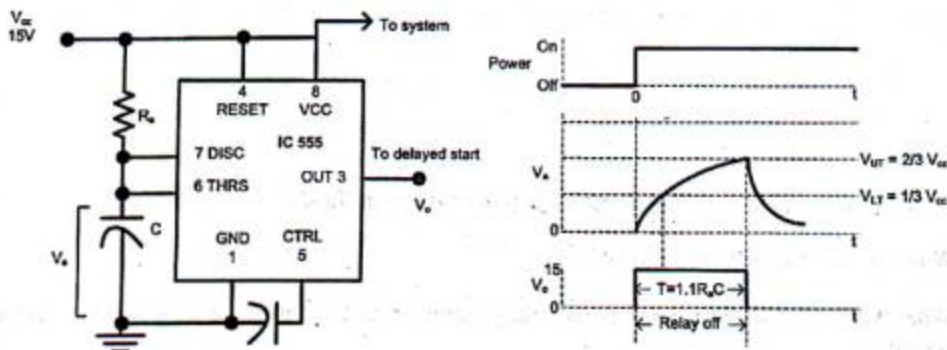 Vcc
15V
To system
4
8
RESET
VCC
Ra
IC 555
7 DISC
To delayed start
6 THRS
OUT 3
Vo
C
GND
CTRL
1
5
Va
On
Power
Off
0
t
Va
VUT = 2/3 Vcc
VLT = 1/3 Vcc
0
t
15
Vo
0
T=1.1RaC
Relay off
t